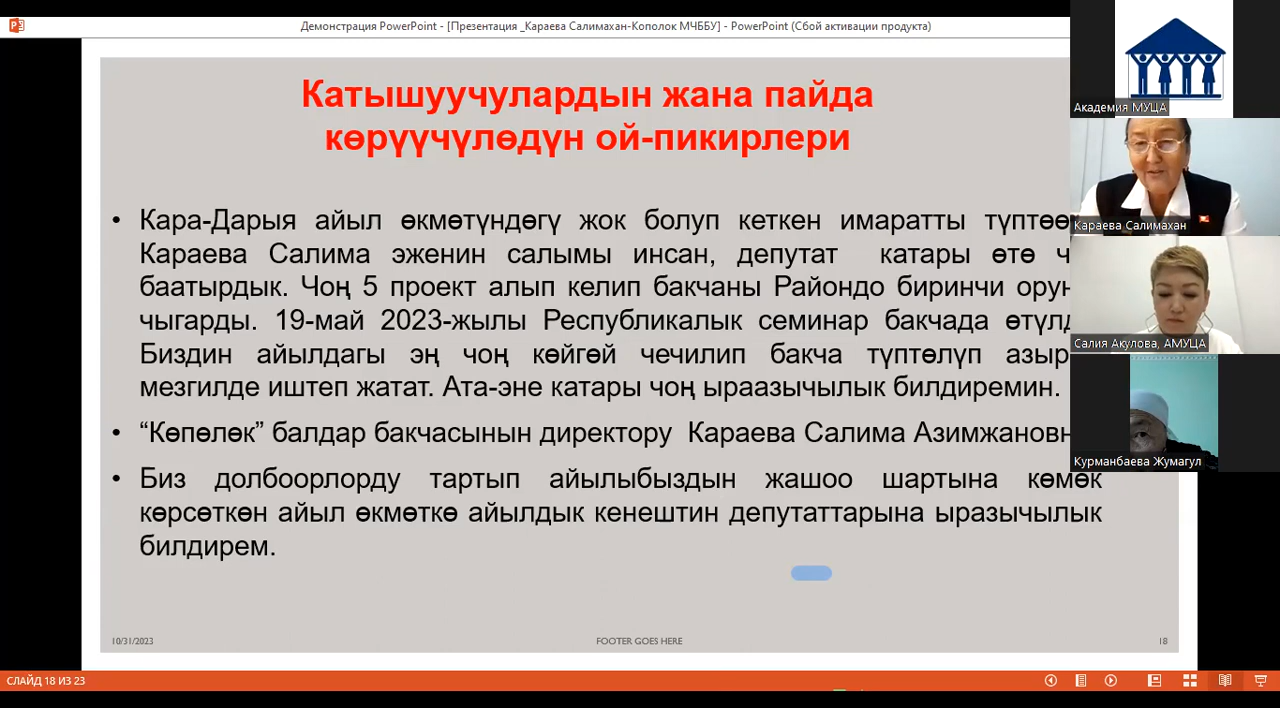 Демонстрация PowerPoint - [Презентация _Караева Салимахан-Кополок МЧББУ] - PowerPoint (Сбой активации продукта)
Катышуучулардын жана пайда
көрүүчүлөдүн ой-пикирлери
• Кара-Дарыя айыл өкмөтүндөгү жок болуп кеткен имаратты
Караева Салима эженин салымы инсан, депутат катары өтө
баатырдык. Чоң 5 проект алып келип бакчаны Райондо биринчи
чыгарды. 19-май 2023-жылы Республикалык семинар бакчада
Биздин айылдагы эң чоң көйгөй чечилип бакча түптөлүп
мезгилде иштеп жатат. Ата-эне катары чоң ыраазычылык билдиремин.
• “Көпөлөк” балдар бакчасынын директору Караева Салима
• Биз долбоорлорду тартып айылыбыздын жашоо шартына көмөк
көрсөткөн айыл өкмөткө айылдык кенештин депутаттарына ыразычылык
билдирем.
10/31/2023
FOOTER GOES HERE
18
СЛАЙД 18 ИЗ 23
Академия МУЦА
Караева Салимахан
Салия Акулова, АМУЦА
Курманбаева Жумагул